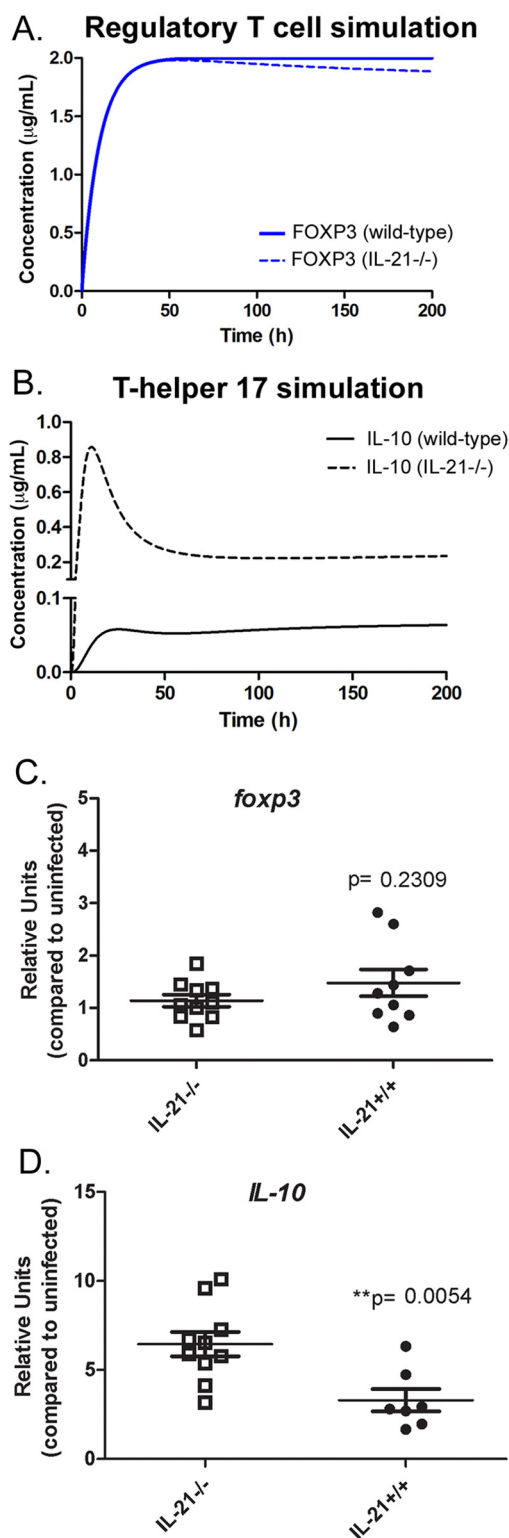 A. Regulatory T cell simulation
Concentration (µg/mL)
2.0
1.5
1.0
0.5
0.0
FOXP3 (wild-type)
FOXP3 (IL-21-/-)
0 50 100 150 200
Time (h)
B. T-helper 17 simulation
Concentration (µg/mL)
1.0
0.8
0.6
0.4
0.2
0.1
0.0
IL-10 (wild-type)
IL-10 (IL-21-/-)
0 50 100 150 200
Time (h)
C.
foxp3
Relative Units
(compared to uninfected)
5
4
3
2
1
0
p= 0.2309
IL-21-/- IL-21+/+
D.
IL-10
Relative Units
(compared to uninfected)
15
10
5
0
**p= 0.0054
IL-21-/- IL-21+/+